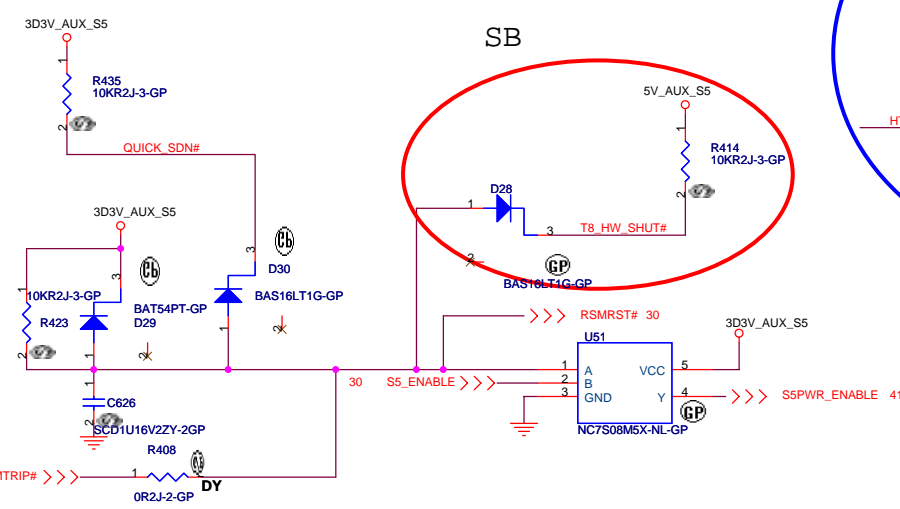 3D3V_AUX_S5
1
R435
10KR2J-3-GP
2
QUICK_SDN#
SB
5V_AUX_S5
1
R414
10KR2J-3-GP
2
D28
1
3
T8_HW_SHUT#
2
GP
BAS16LT1G-GP
H
3D3V_AUX_S5
3
D30
BAS16LT1G-GP
1
2
1
10KR2J-3-GP
R423
2
3
BAT54PT-GP
D29
1
2
RSMRST# 30
U51
3D3V_AUX_S5
30 S5_ENABLE
1 A
2 B
3 GND
VCC 5
Y 4
S5PWR_ENABLE 41
GP
NC7S08M5X-NL-GP
1
C626
2
SCD1U16V2ZY-2GP
R408
MTRIP#
1
DY
0R2J-2-GP